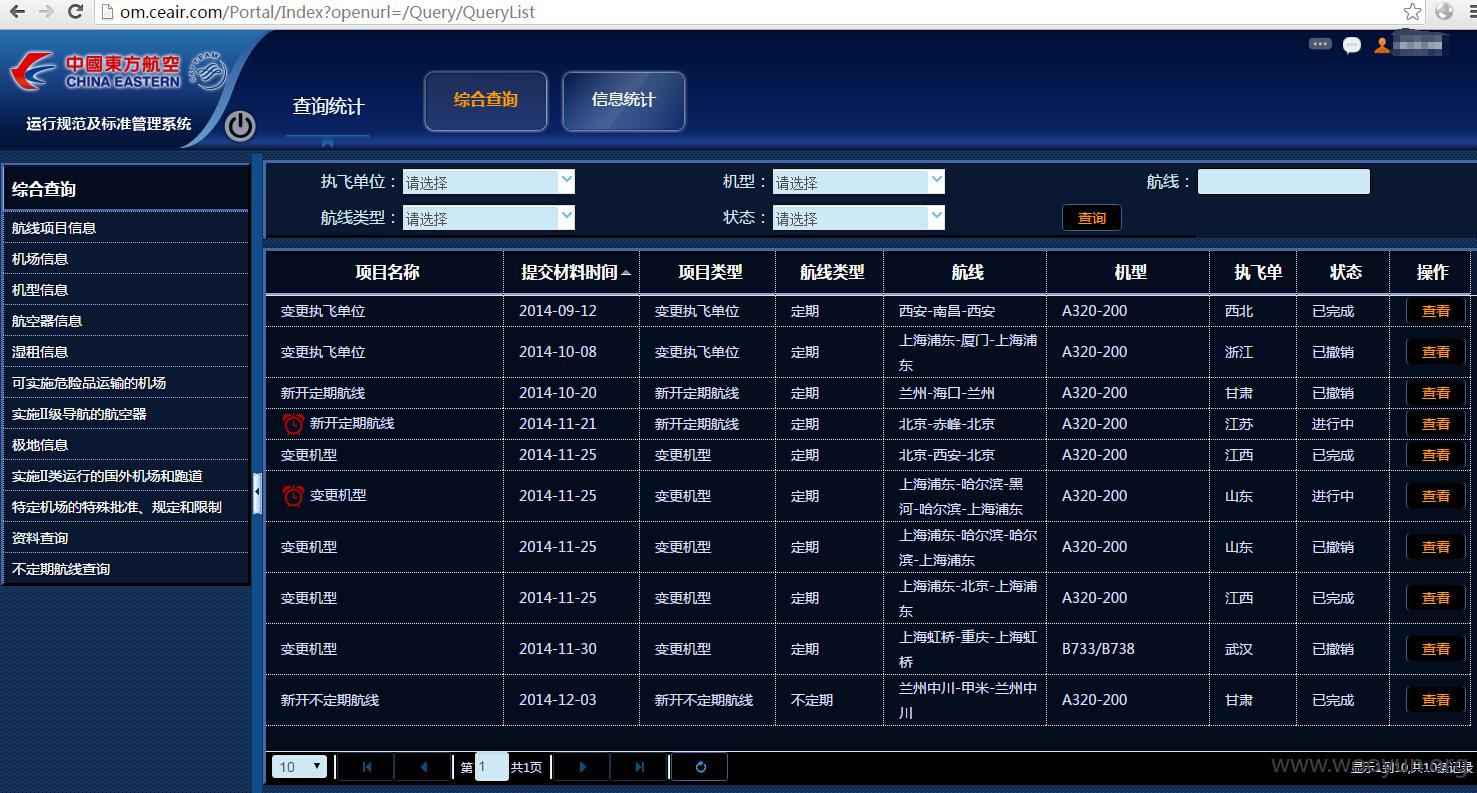 om.ceair.com/Portal/Index?openurl=/Query/QueryList
中國東方航空
CHINA EASTERN
SKYTEAM
运行规范及标准管理系统
查询统计
综合查询
信息统计
综合查询
航线项目信息
机场信息
机型信息
航空器信息
湿租信息
可实施危险品运输的机场
实施II级导航的航空器
极地信息
实施II类运行的国外机场和跑道
特定机场的特殊批准、规定和限制
资料查询
不定期航线查询
执飞单位： 请选择 机型： 请选择 航线：
航线类型： 请选择 状态： 请选择 查询
项目名称 提交材料时间 项目类型 航线类型 航线 机型 执飞单 状态 操作
变更执飞单位 2014-09-12 变更执飞单位 定期 西安-南昌-西安 A320-200 西北 已完成 查看
变更执飞单位 2014-10-08 变更执飞单位 定期 上海浦东-厦门-上海浦 A320-200 浙江 已撤销 查看
东
新开定期航线 2014-10-20 新开定期航线 定期 兰州-海口-兰州 A320-200 甘肃 已撤销 查看
新开定期航线 2014-11-21 新开定期航线 定期 北京-赤峰-北京 A320-200 江苏 进行中 查看
变更机型 2014-11-25 变更机型 定期 北京-西安-北京 A320-200 江西 已完成 查看
变更机型 2014-11-25 变更机型 定期 上海浦东-哈尔滨-黑 A320-200 山东 进行中 查看
河-哈尔滨-上海浦东
变更机型 2014-11-25 变更机型 定期 上海浦东-哈尔滨-哈尔 A320-200 山东 已撤销 查看
滨-上海浦东
变更机型 2014-11-25 变更机型 定期 上海浦东-北京-上海浦 A320-200 江西 已完成 查看
东
变更机型 2014-11-30 变更机型 定期 上海虹桥-重庆-上海虹 B733/B738 武汉 已撤销 查看
桥
新开不定期航线 2014-12-03 新开不定期航线 不定期 兰州中川-甲米-兰州中 A320-200 甘肃 已完成 查看
川
10 第 1 共1页 显示1到10,共10条记录
www.wooyun.org